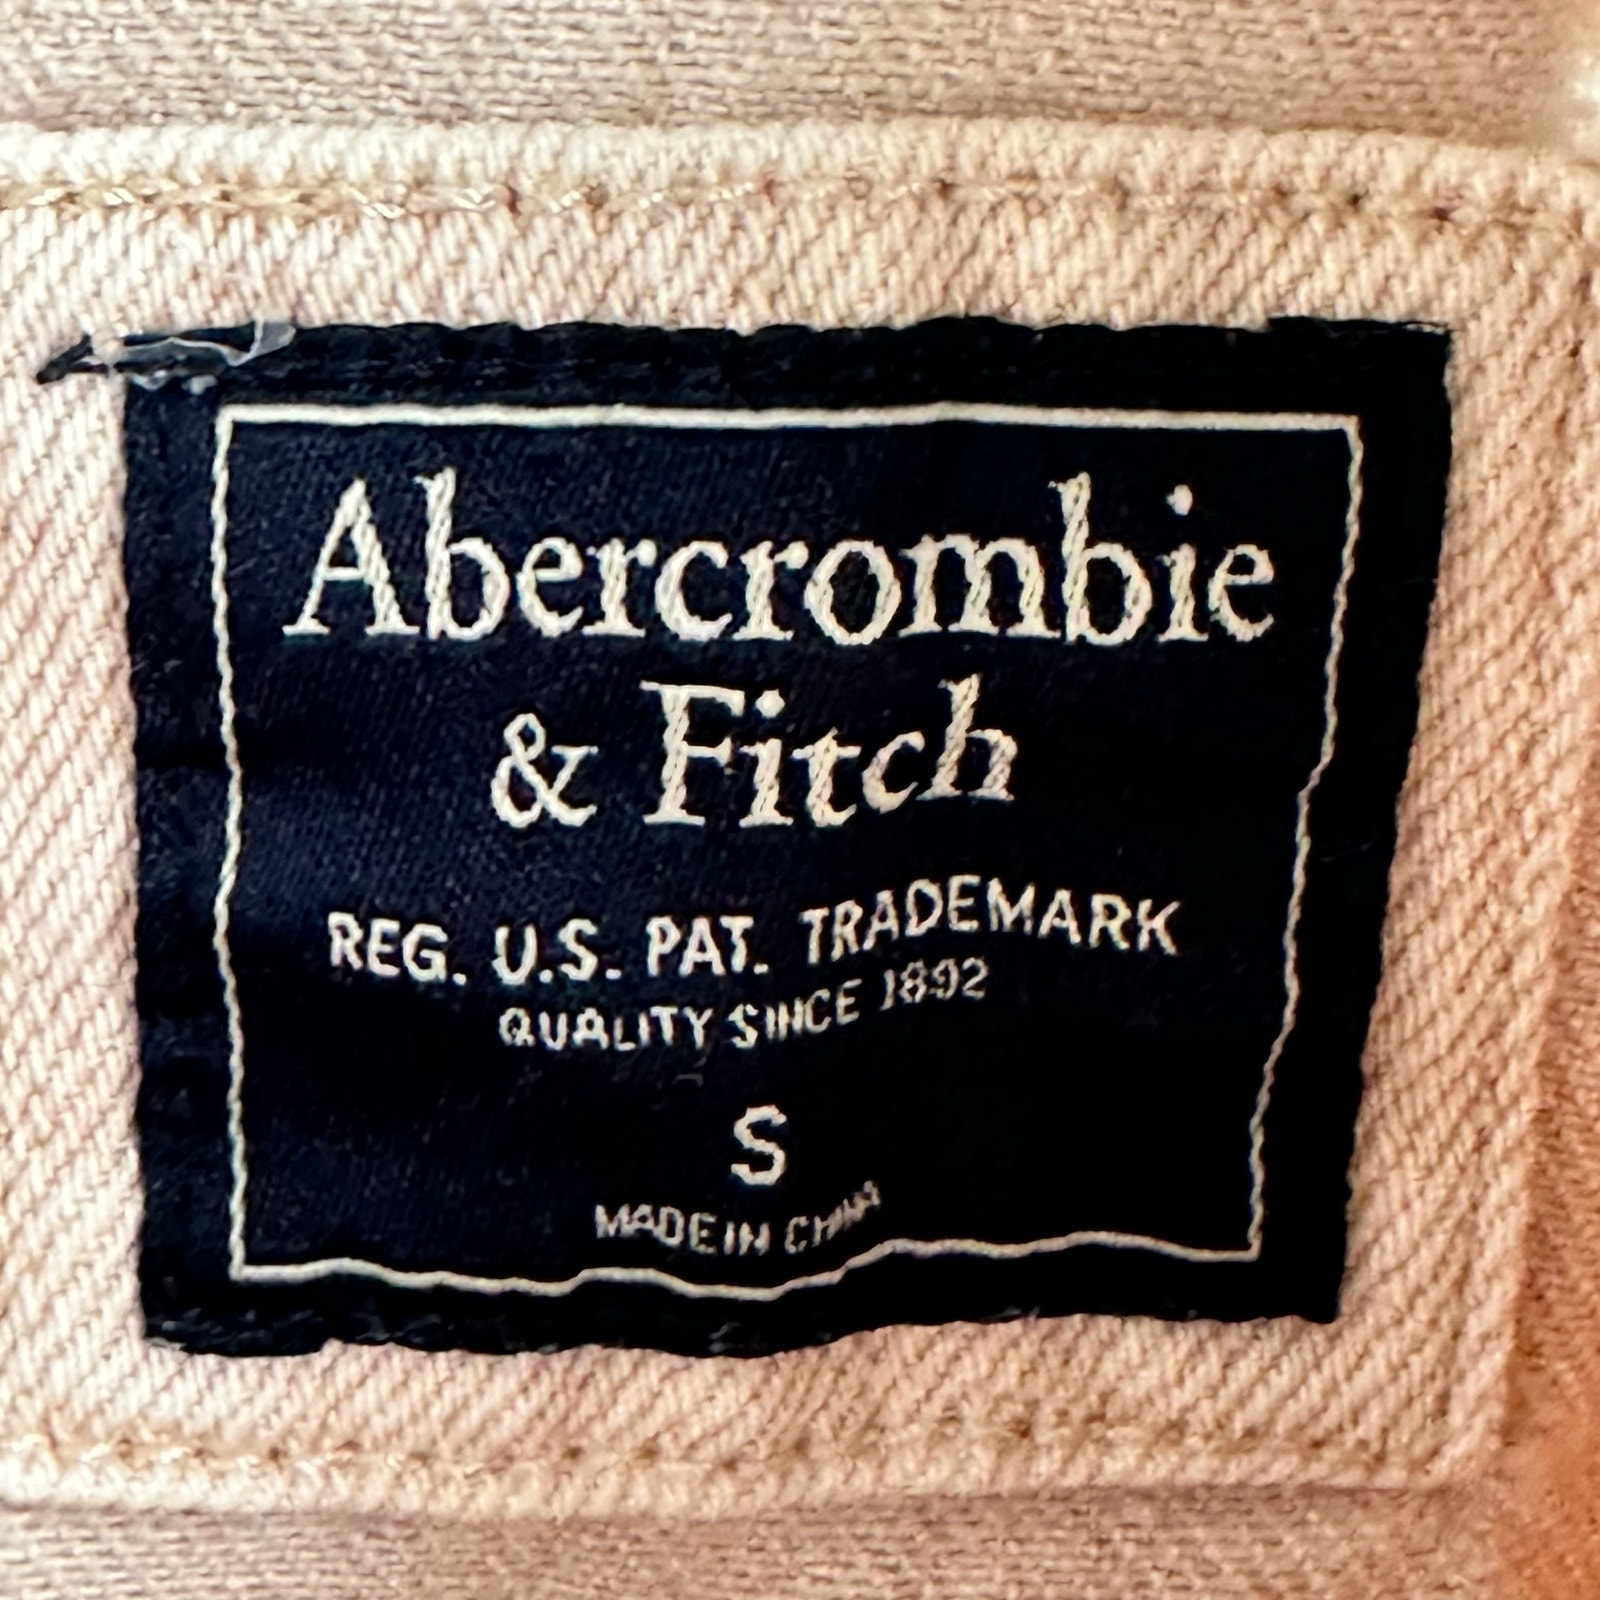 Abercrombie
& Fitch
REG. U.S. PAT. TRADEMARK
QUALITY SINCE 1892
S
MADE IN CHINA